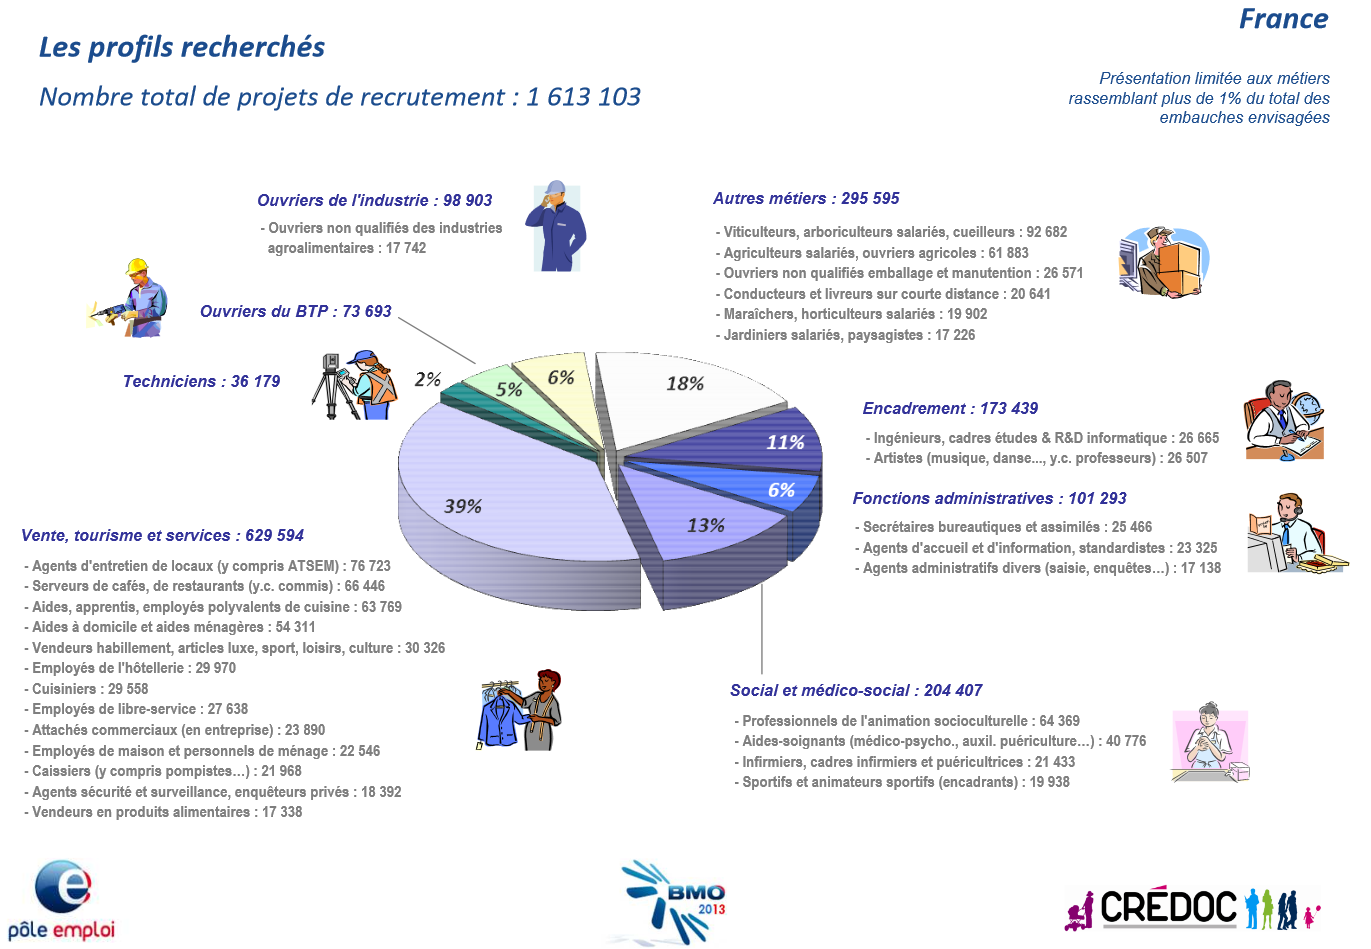 France
Les profils recherchés
Nombre total de projets de recrutement : 1 613 103
Présentation limitée aux métiers
rassemblant plus de 1% du total des
embauches envisagées
Ouvriers de l'industrie : 98 903
- Ouvriers non qualifiés des industries
agroalimentaires : 17 742
Autres métiers : 295 595
- Viticulteurs, arboriculteurs salariés, cueilleurs : 92 682
- Agriculteurs salariés, ouvriers agricoles : 61 883
- Ouvriers non qualifiés emballage et manutention : 26 571
- Conducteurs et livreurs sur courte distance : 20 641
- Maraîchers, horticulteurs salariés : 19 902
- Jardiniers salariés, paysagistes : 17 226
Ouvriers du BTP : 73 693
Techniciens : 36 179
2%
5%
6%
18%
11%
6%
13%
39%
Encadrement : 173 439
- Ingénieurs, cadres études & R&D informatique : 26 665
- Artistes (musique, danse..., y.c. professeurs) : 26 507
Fonctions administratives : 101 293
- Secrétaires bureautiques et assimilés : 25 466
- Agents d'accueil et d'information, standardistes : 23 325
- Agents administratifs divers (saisie, enquêtes...) : 17 138
Vente, tourisme et services : 629 594
- Agents d'entretien de locaux (y compris ATSEM) : 76 723
- Serveurs de cafés, de restaurants (y.c. commis) : 66 446
- Aides, apprentis, employés polyvalents de cuisine : 63 769
- Aides à domicile et aides ménagères : 54 311
- Vendeurs habillement, articles luxe, sport, loisirs, culture : 30 326
- Employés de l'hôtellerie : 29 970
- Cuisiniers : 29 558
- Employés de libre-service : 27 638
- Attachés commerciaux (en entreprise) : 23 890
- Employés de maison et personnels de ménage : 22 546
- Caissiers (y compris pompistes...) : 21 968
- Agents sécurité et surveillance, enquêteurs privés : 18 392
- Vendeurs en produits alimentaires : 17 338
Social et médico-social : 204 407
- Professionnels de l'animation socioculturelle : 64 369
- Aides-soignants (médico-psycho., auxil. puériculture...) : 40 776
- Infirmiers, cadres infirmiers et puéricultrices : 21 433
- Sportifs et animateurs sportifs (encadrants) : 19 938
pôle emploi
BMO
2013
CRÉDOC